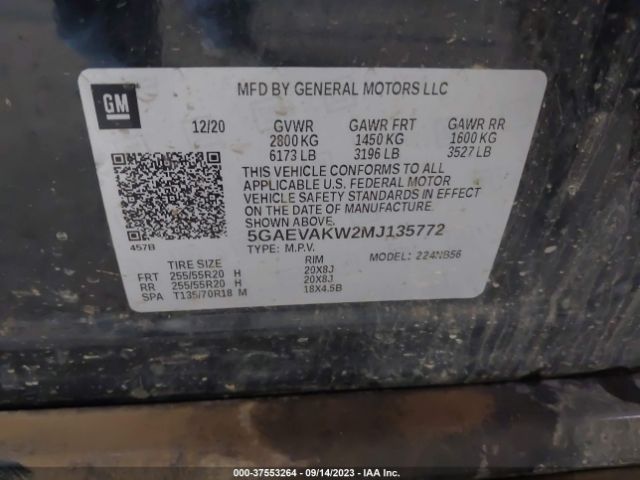 GM
MFD BY GENERAL MOTORS LLC
12/20 GVWR GAWR FRT GAWR RR
2800 KG 1450 KG 1600 KG
6173 LB 3196 LB 3527 LB
THIS VEHICLE CONFORMS TO ALL
APPLICABLE U.S. FEDERAL MOTOR
VEHICLE SAFETY STANDARDS IN EFFECT
ON THE DATE OF MANUFACTURE
SHOWN ABOVE.
5GAEVAKW2MJ135772
457B
TYPE: M.P.V. MODEL: 224NB56
TIRE SIZE RIM
FRT 255/55R20 H 20X8J
RR 255/55R20 H 20X8J
SPA T135/70R18 M 18X4.5B
000-37553264 - 09/14/2023 - IAA Inc.